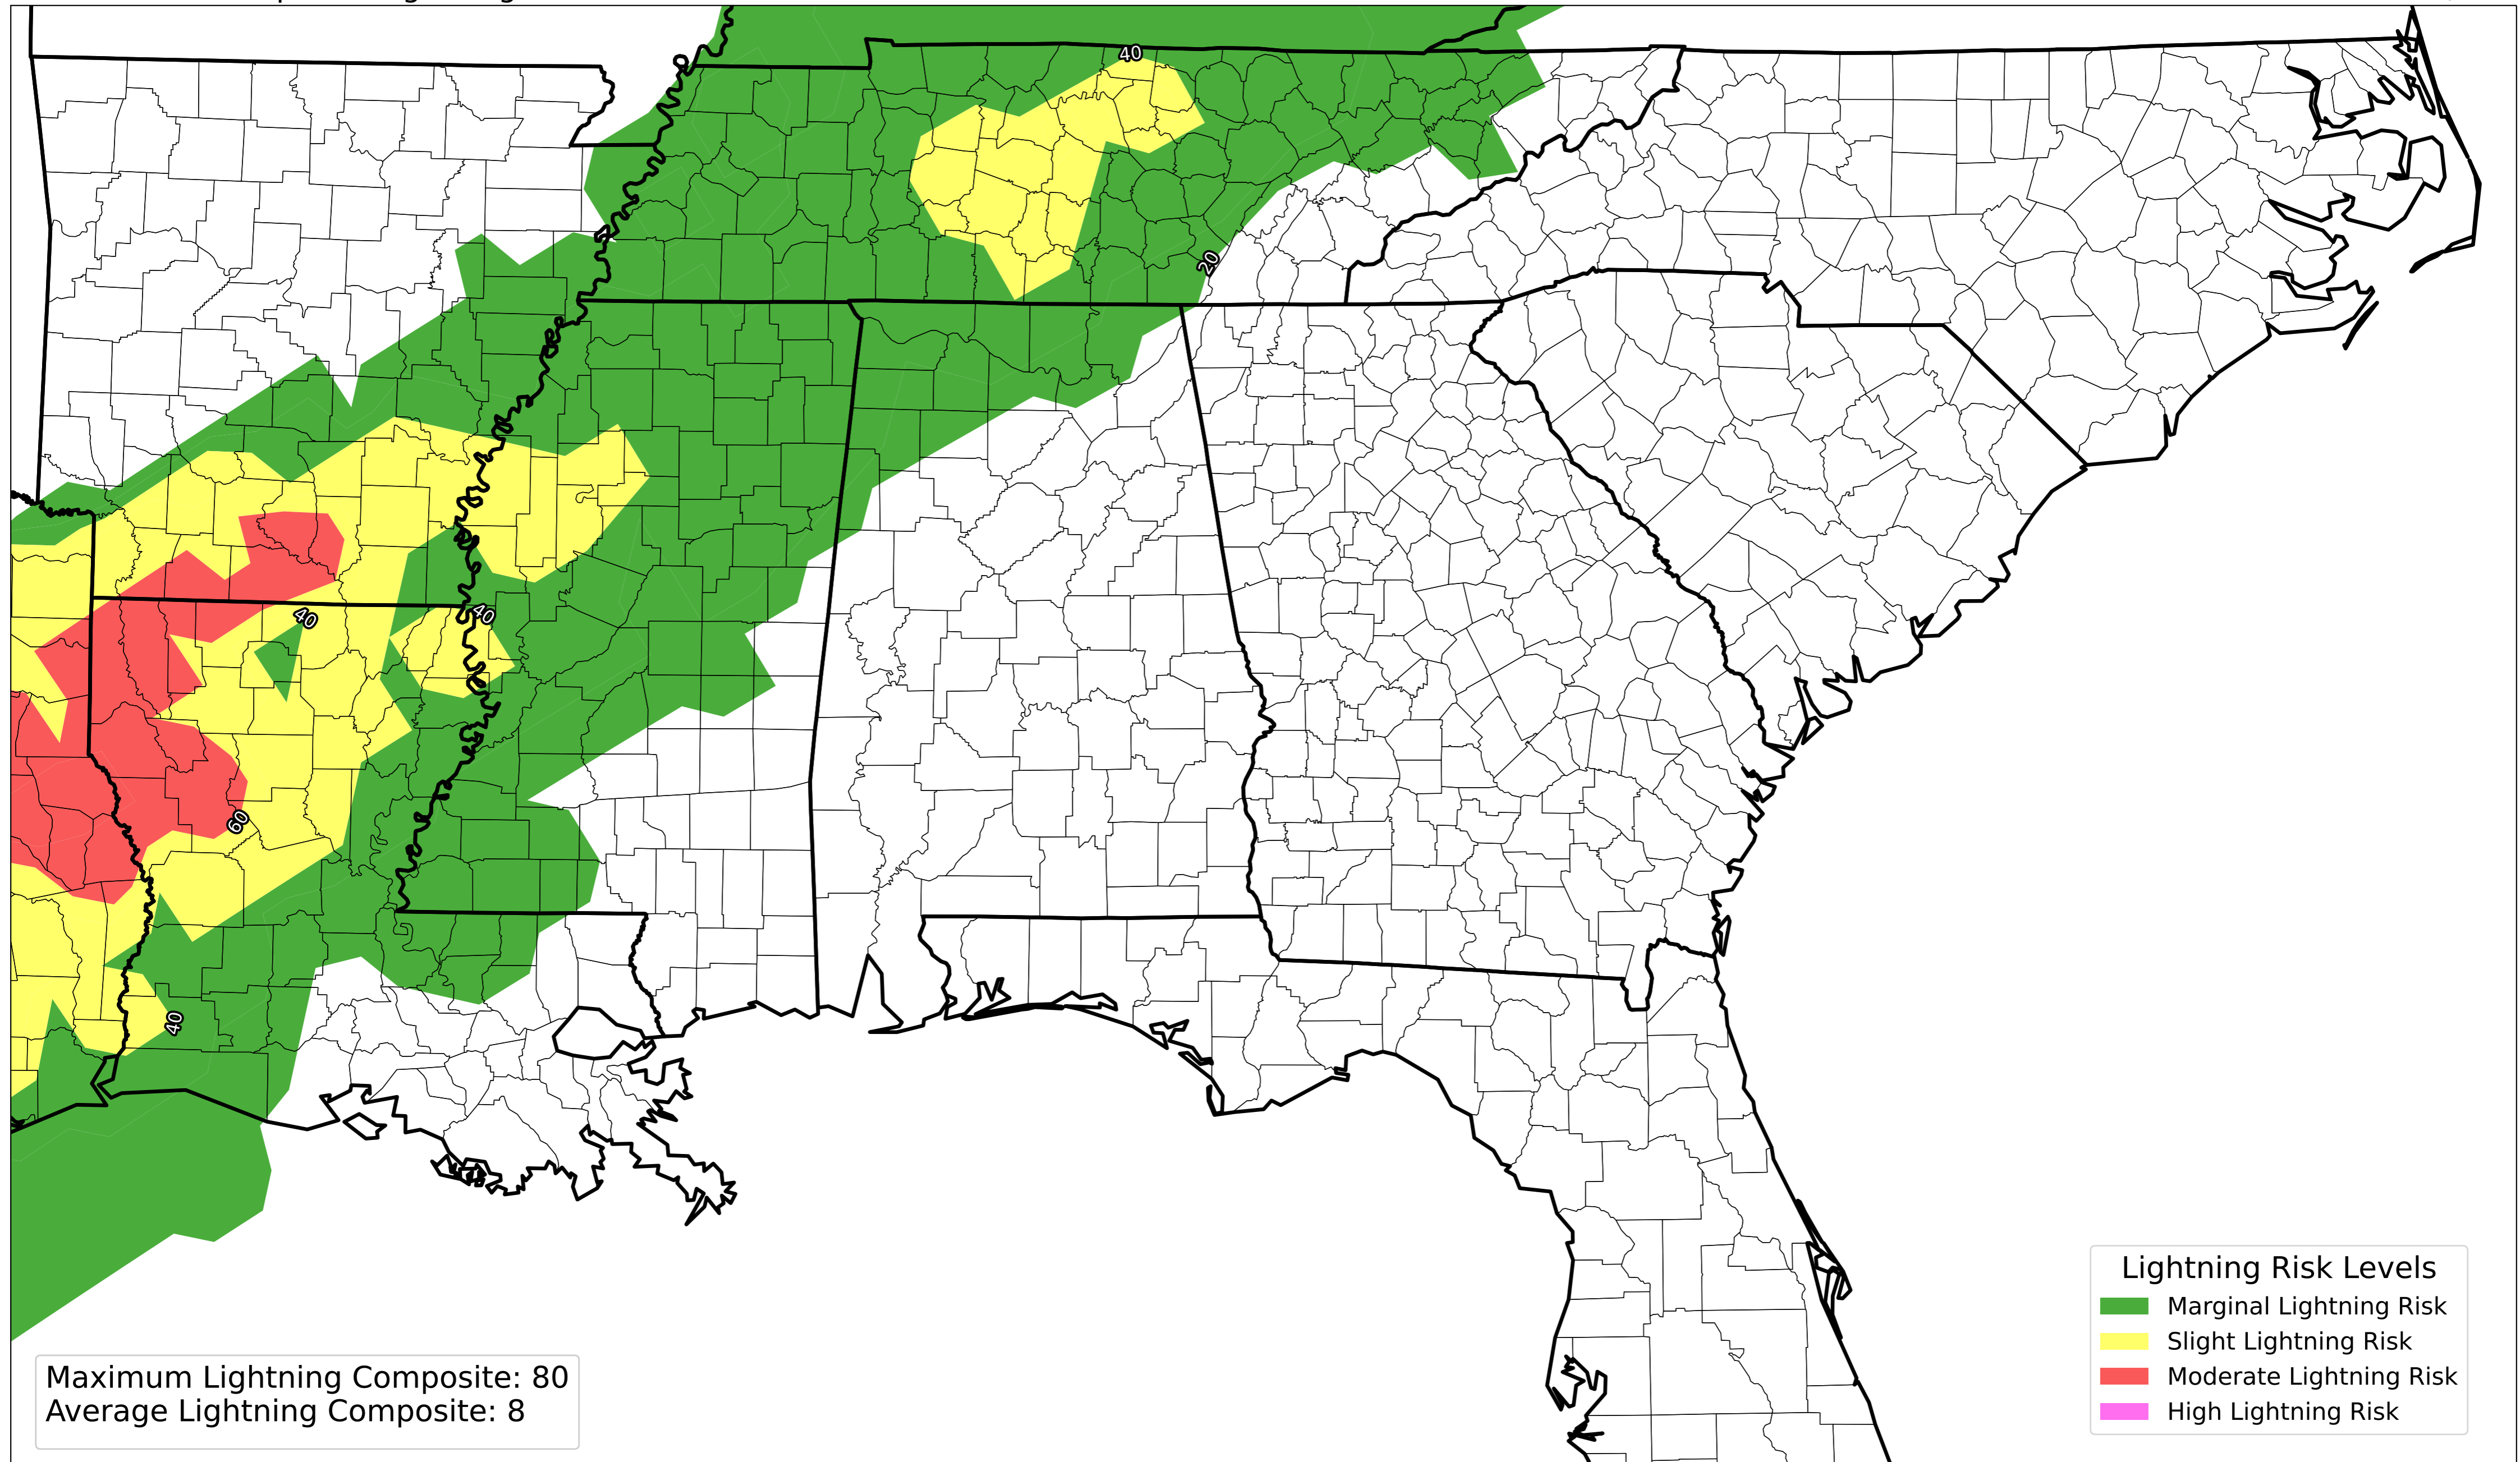 40
20
40
40
60
40
Lightning Risk Levels
Marginal Lightning Risk
Slight Lightning Risk
Moderate Lightning Risk
High Lightning Risk
Maximum Lightning Composite: 80
Average Lightning Composite: 8